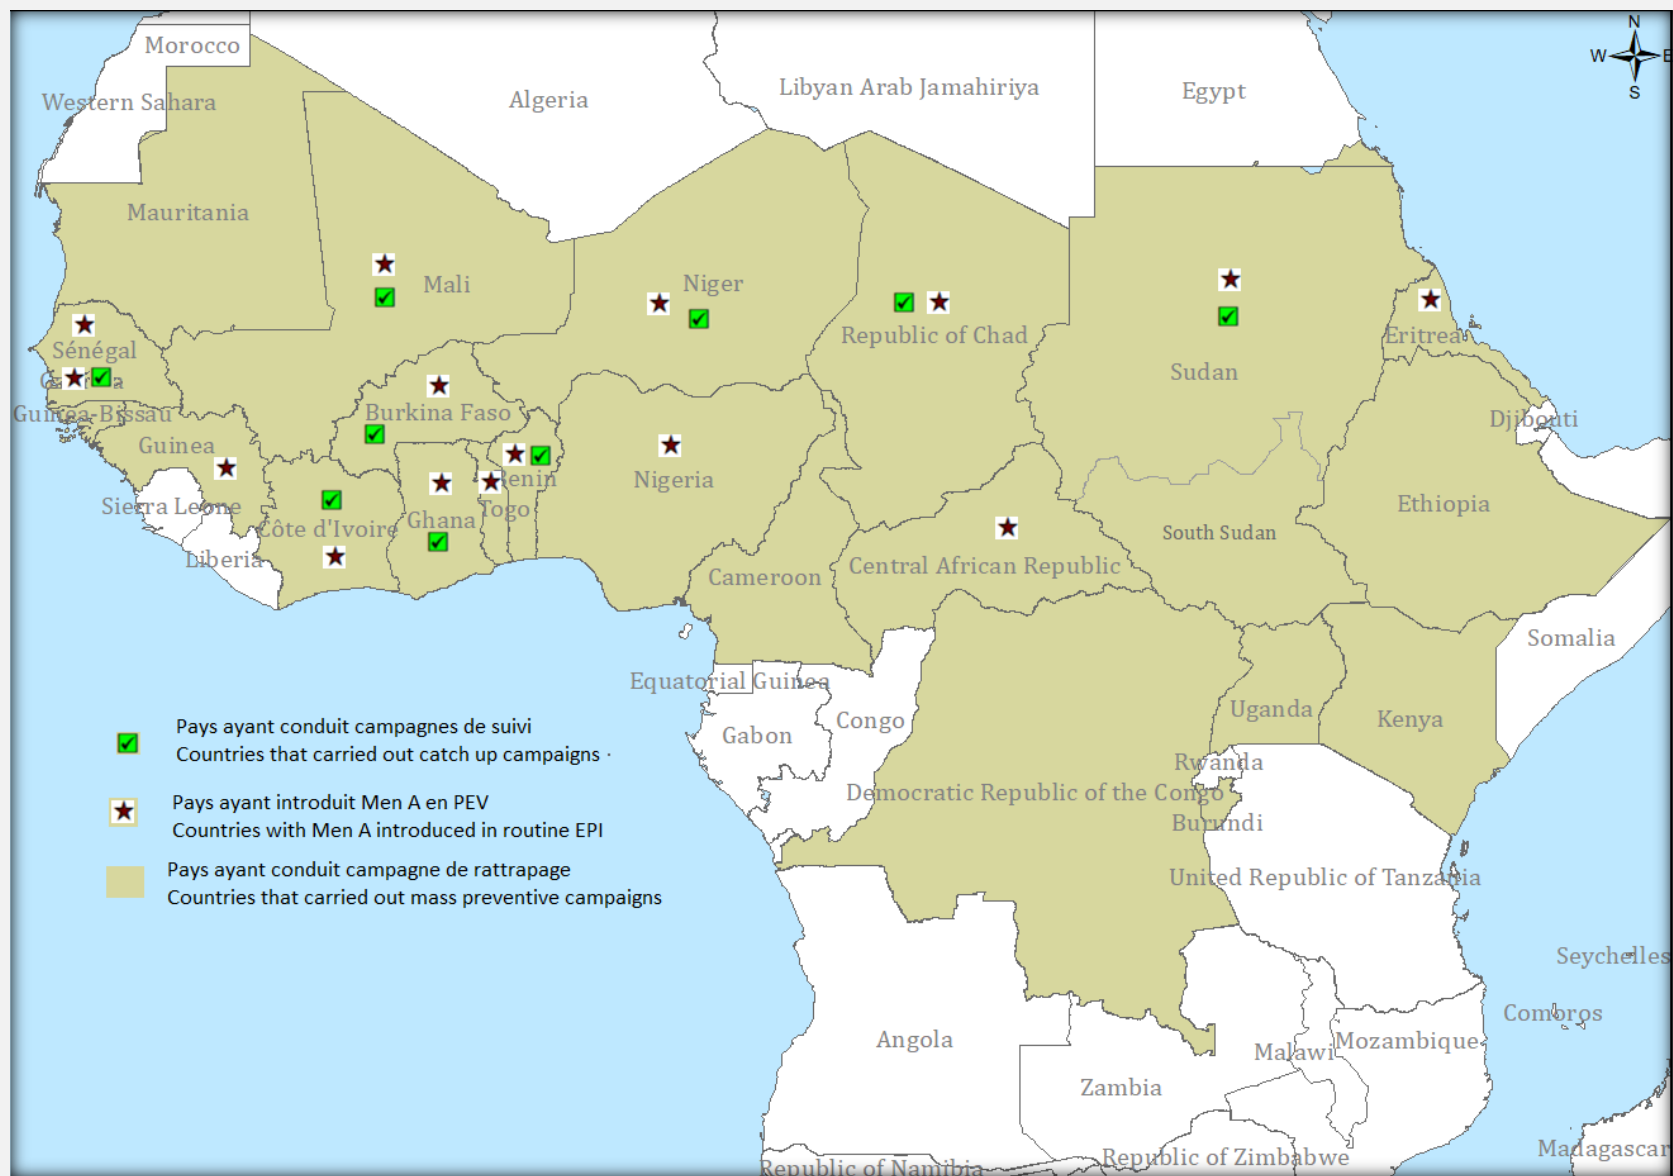 N
W
E
S
Morocco
Western Sahara
Algeria
Libyan Arab Jamahiriya
Egypt
Mauritania
Mali
Niger
Republic of Chad
Sudan
Eritrea
Sénégal
Guinea-Bissau
Guinea
Burkina Faso
Benin
Togo
Nigeria
Djibouti
Sierra Leone
Liberia
Côte d'Ivoire
Ghana
Ethiopia
South Sudan
Central African Republic
Cameroon
Somalia
Equatorial Guinea
Gabon
Congo
Uganda
Kenya
Rwanda
Democratic Republic of the Congo
Burundi
United Republic of Tanzania
Pays ayant conduit campagnes de suivi
Countries that carried out catch up campaigns
Pays ayant introduit Men A en PEV
Countries with Men A introduced in routine EPI
Pays ayant conduit campagne de rattrapage
Countries that carried out mass preventive campaigns
Seychelles
Comoros
Angola
Zambia
Malawi
Mozambique
Madagascar
Republic of Namibia
Republic of Zimbabwe